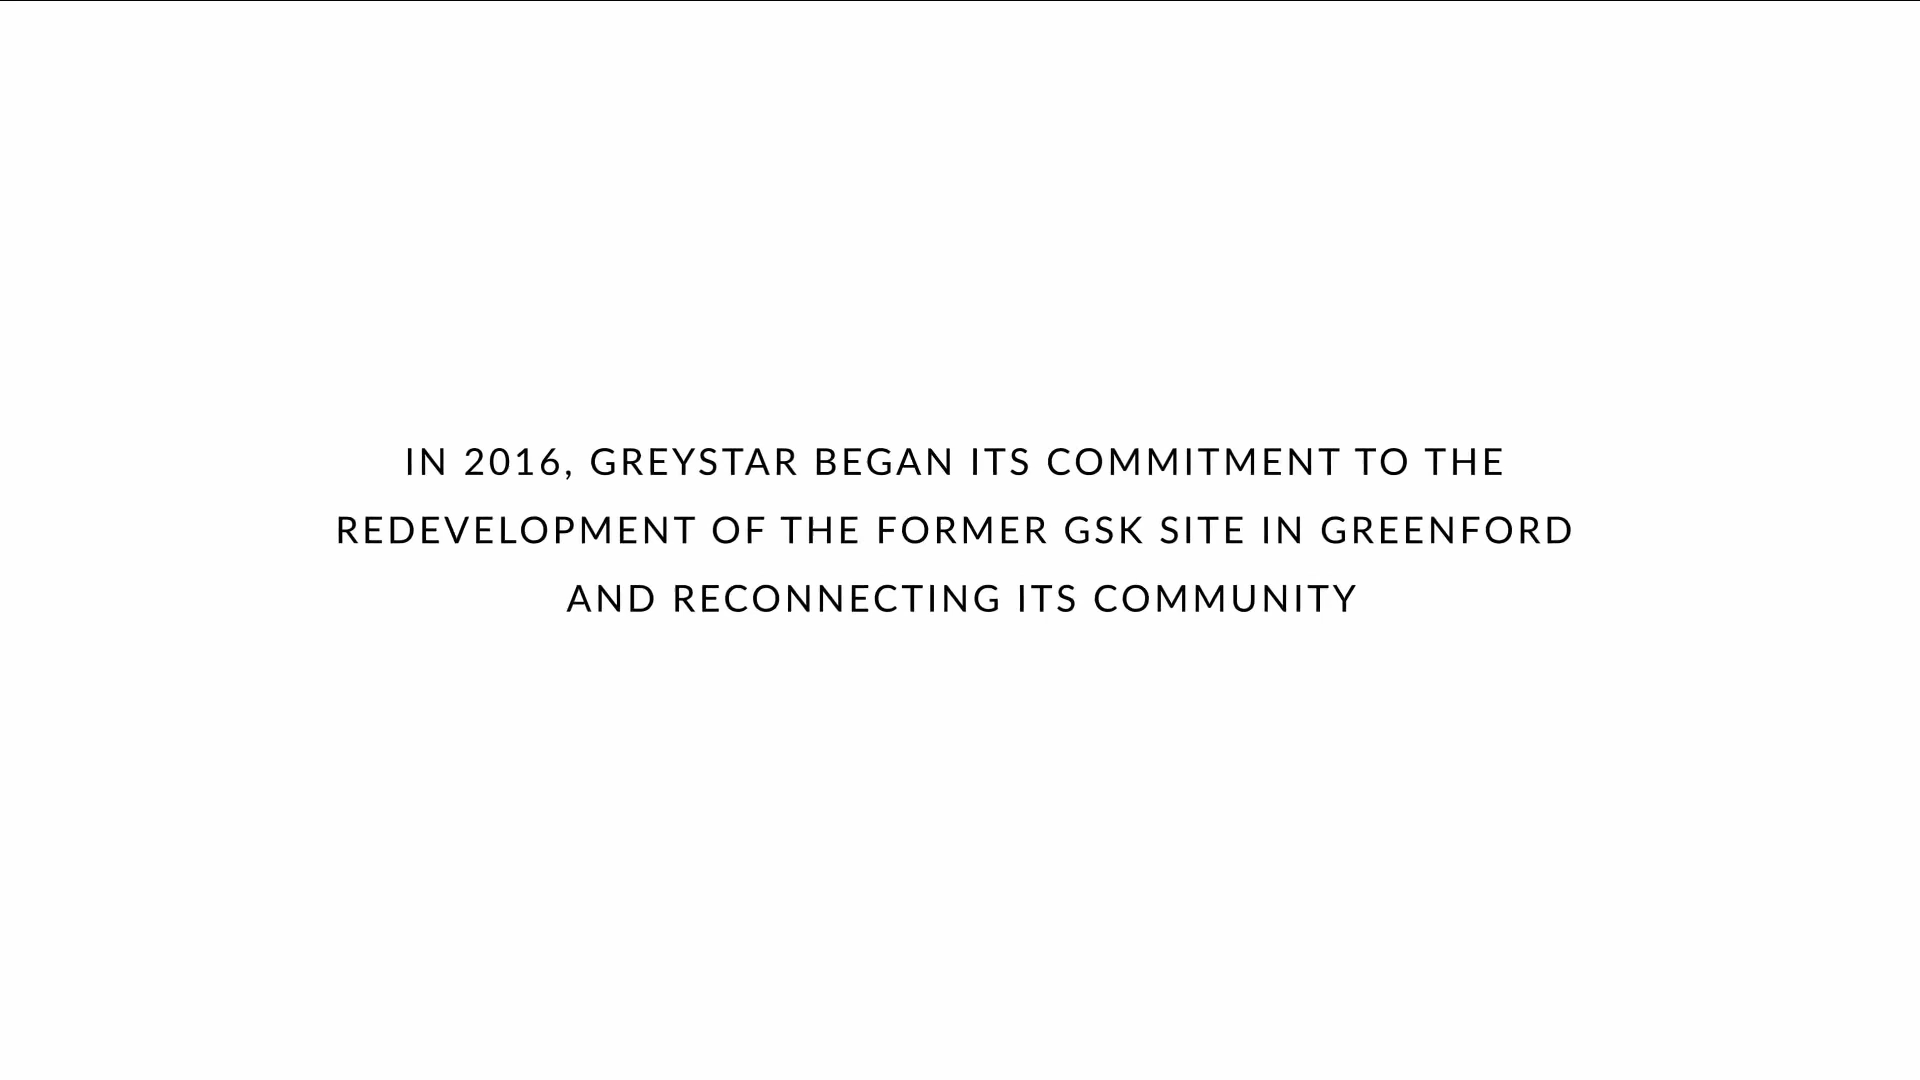 IN 2016, GREYSTAR BEGAN ITS COMMITMENT TO THE
REDEVELOPMENT OF THE FORMER GSK SITE IN GREENFORD
AND RECONNECTING ITS COMMUNITY